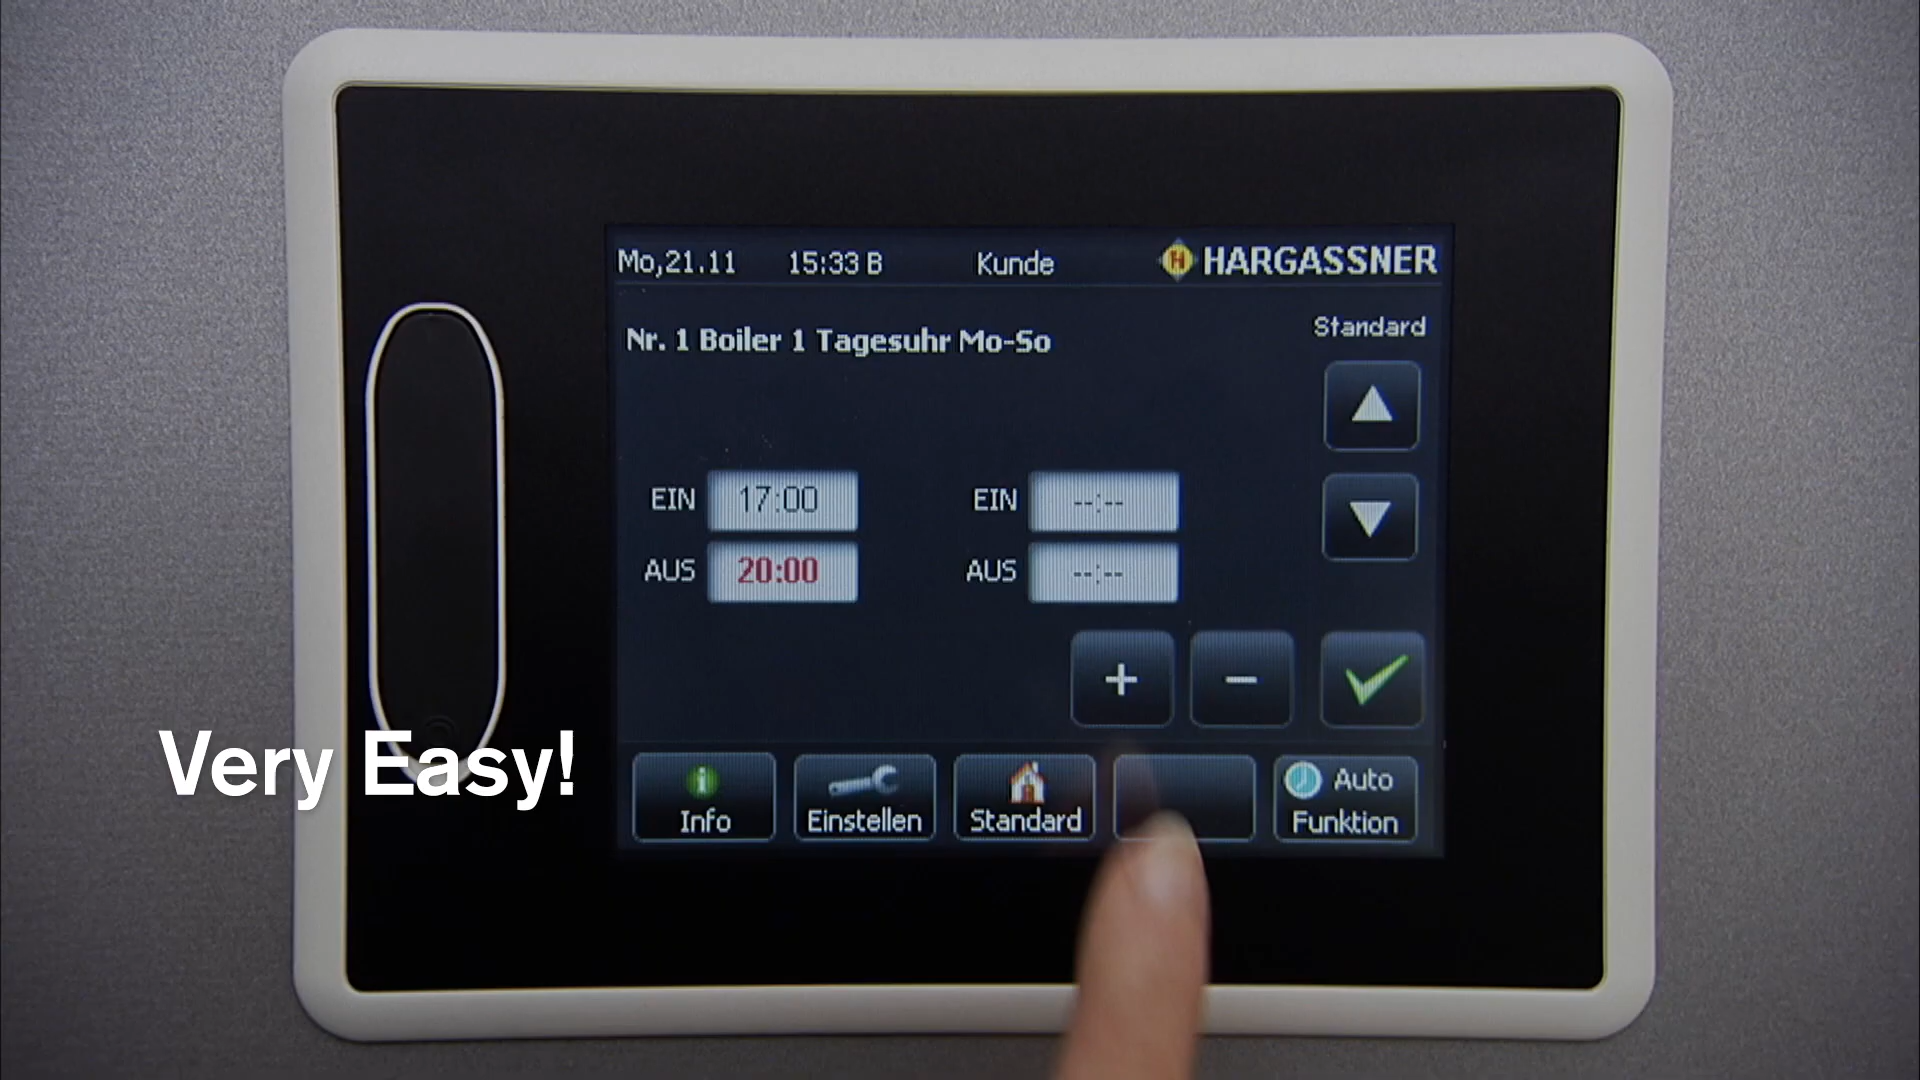 Mo,21.11 15:33 B Kunde HARGASSNER
Standard
Nr. 1 Boiler 1 Tagesuhr Mo-So
EIN 17:00 EIN --:--
AUS 20:00 AUS --:--
+ −
Very Easy!
Info Einstellen Standard Auto Funktion